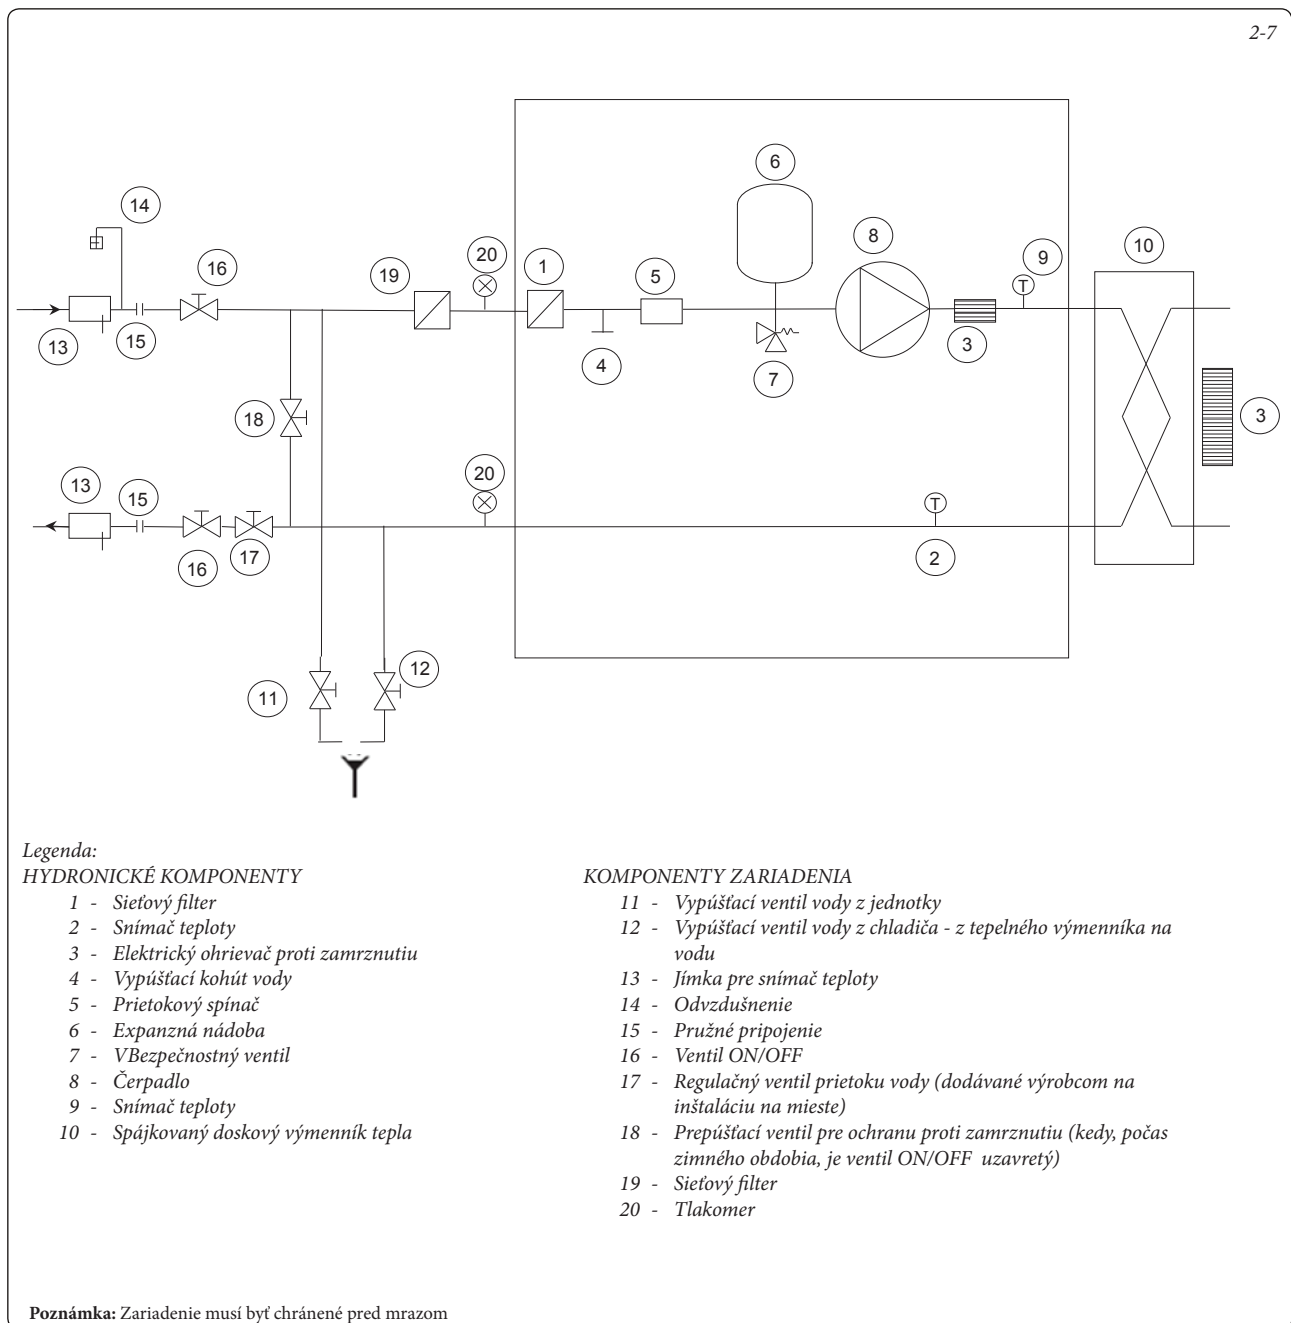 2-7
6
14
8
10
16
20
1
9
19
5
13
15
4
7
3
18
3
20
13
15
16
17
2
T
T
12
11
Legenda:
HYDRONICKÉ KOMPONENTY
1 - Sieťový filter
2 - Snímač teploty
3 - Elektrický ohrievač proti zamrznutiu
4 - Vypúšťací kohút vody
5 - Prietokový spínač
6 - Expanzná nádoba
7 - VBezpečnostný ventil
8 - Čerpadlo
9 - Snímač teploty
10 - Spájkovaný doskový výmenník tepla
KOMPONENTY ZARIADENIA
11 - Vypúšťací ventil vody z jednotky
12 - Vypúšťací ventil vody z chladiča - z tepelného výmenníka na
vodu
13 - Jímka pre snímač teploty
14 - Odvzdušnenie
15 - Pružné pripojenie
16 - Ventil ON/OFF
17 - Regulačný ventil prietoku vody (dodávané výrobcom na
inštaláciu na mieste)
18 - Prepúšťací ventil pre ochranu proti zamrznutiu (kedy, počas
zimného obdobia, je ventil ON/OFF uzavretý)
19 - Sieťový filter
20 - Tlakomer
Poznámka: Zariadenie musí byť chránené pred mrazom